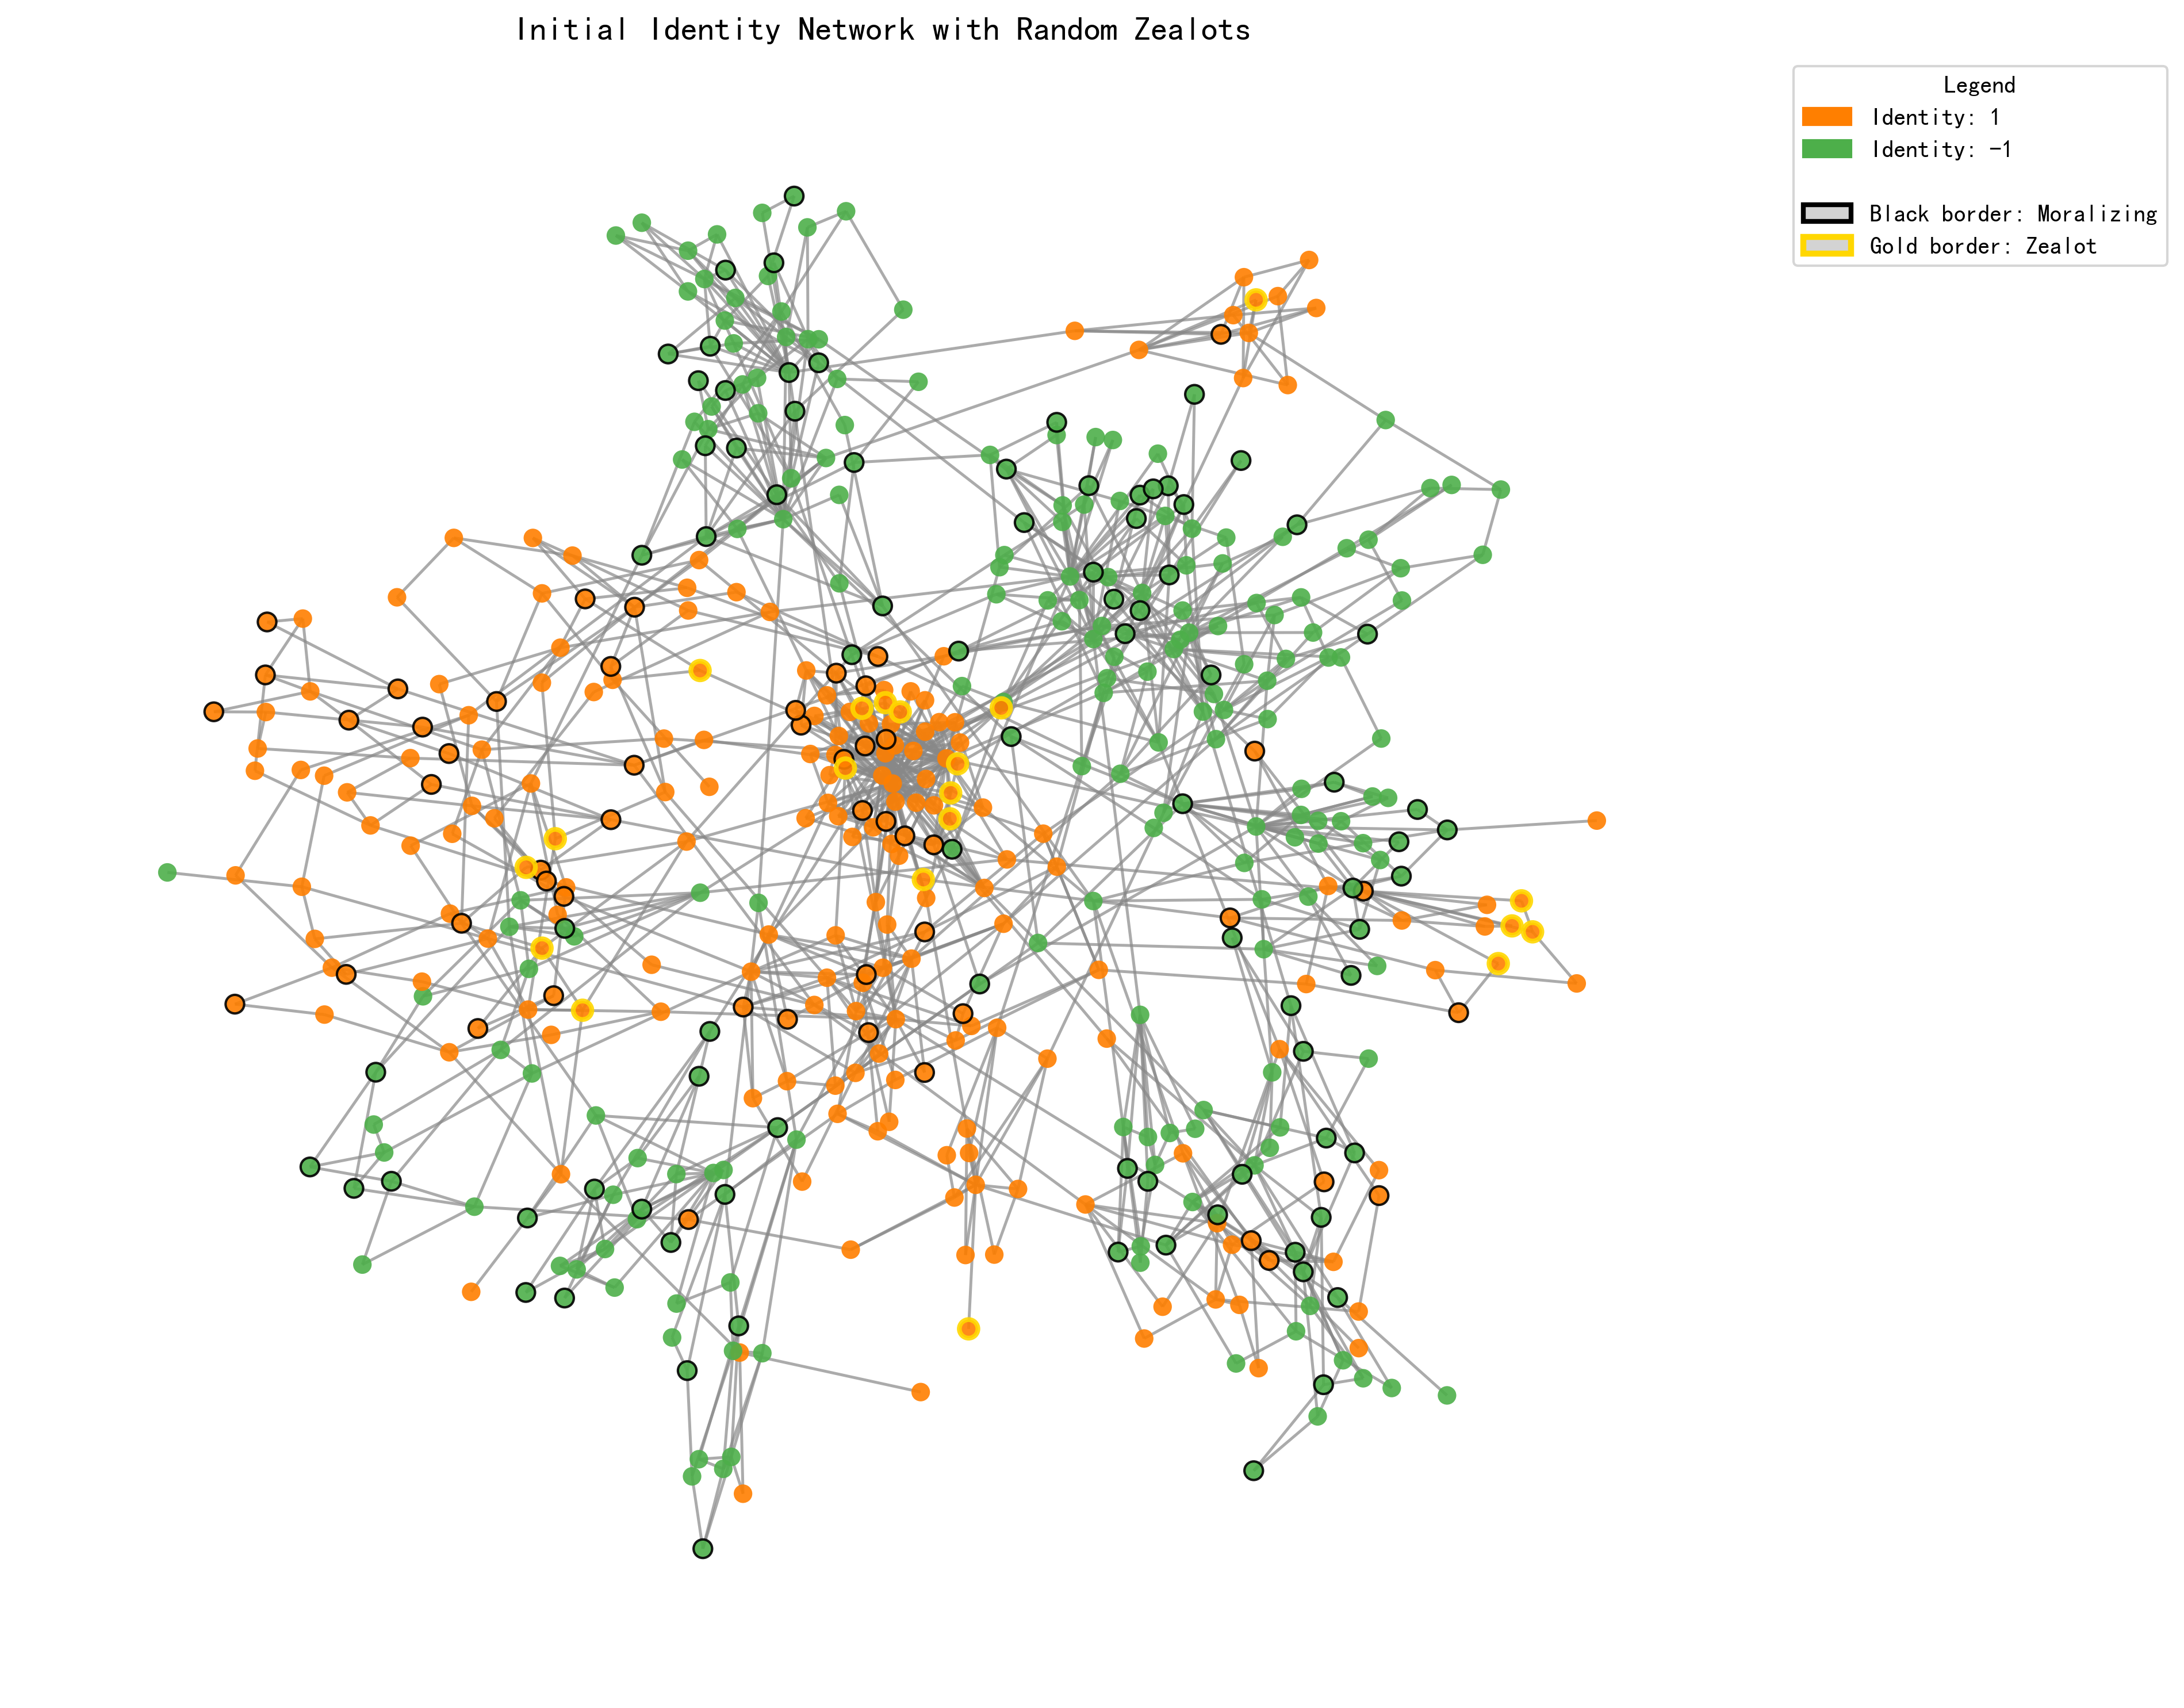 Initial Identity Network with Random Zealots
Legend
Identity: 1
Identity: -1
Black border: Moralizing
Gold border: Zealot